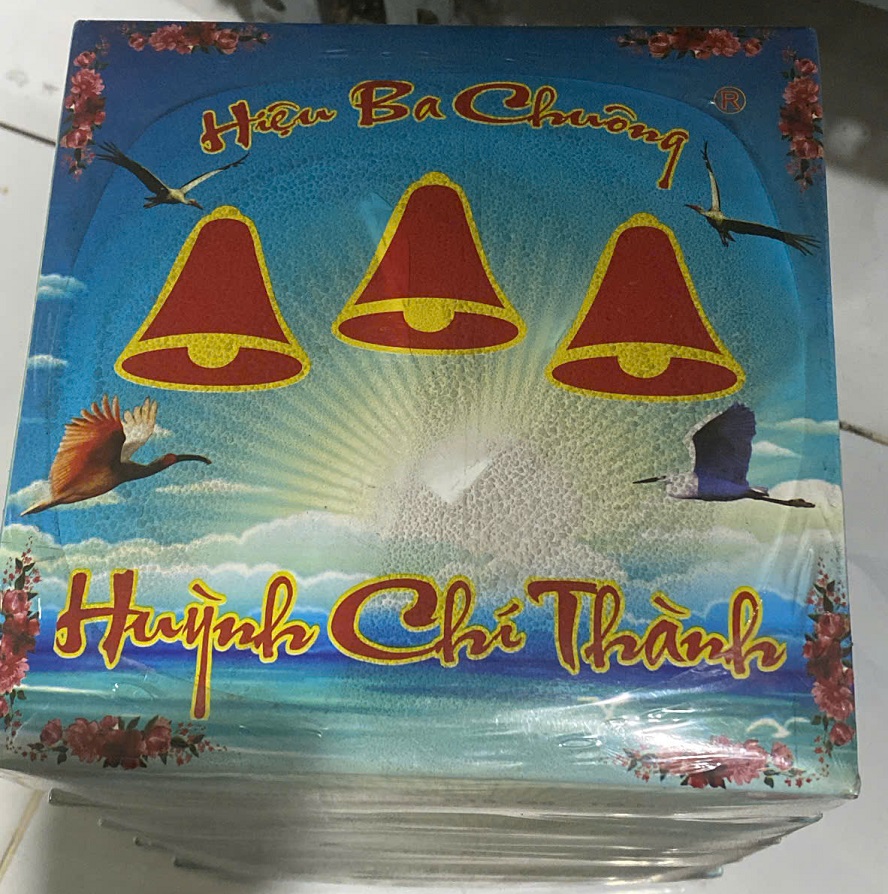 Hiệu Ba Chuông ®
Huỳnh Chí Thành